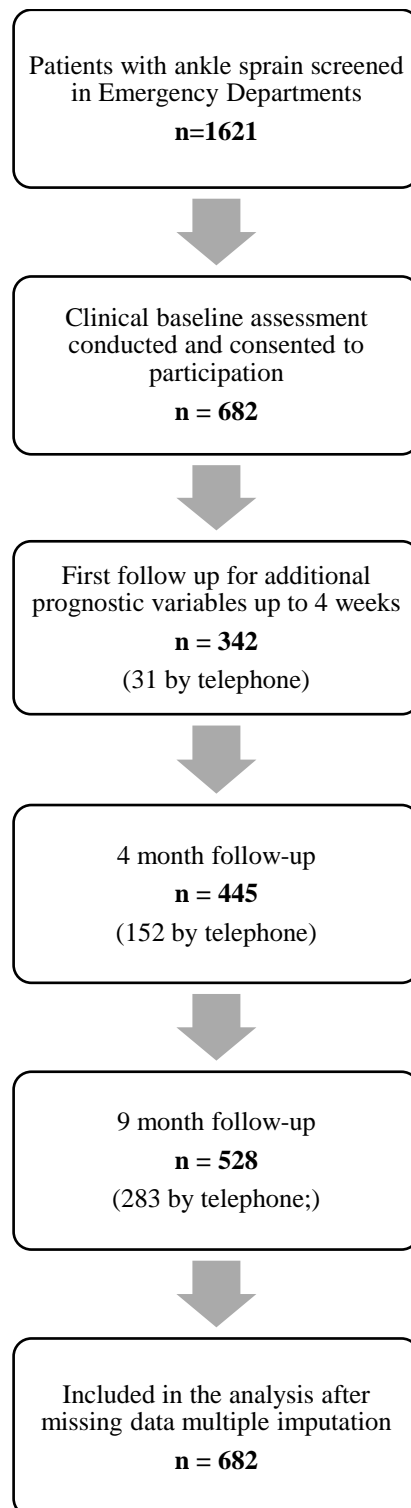 Patients with ankle sprain screened
in Emergency Departments
n=1621
Clinical baseline assessment
conducted and consented to
participation
n = 682
First follow up for additional
prognostic variables up to 4 weeks
n = 342
(31 by telephone)
4 month follow-up
n = 445
(152 by telephone)
9 month follow-up
n = 528
(283 by telephone;)
Included in the analysis after
missing data multiple imputation
n = 682